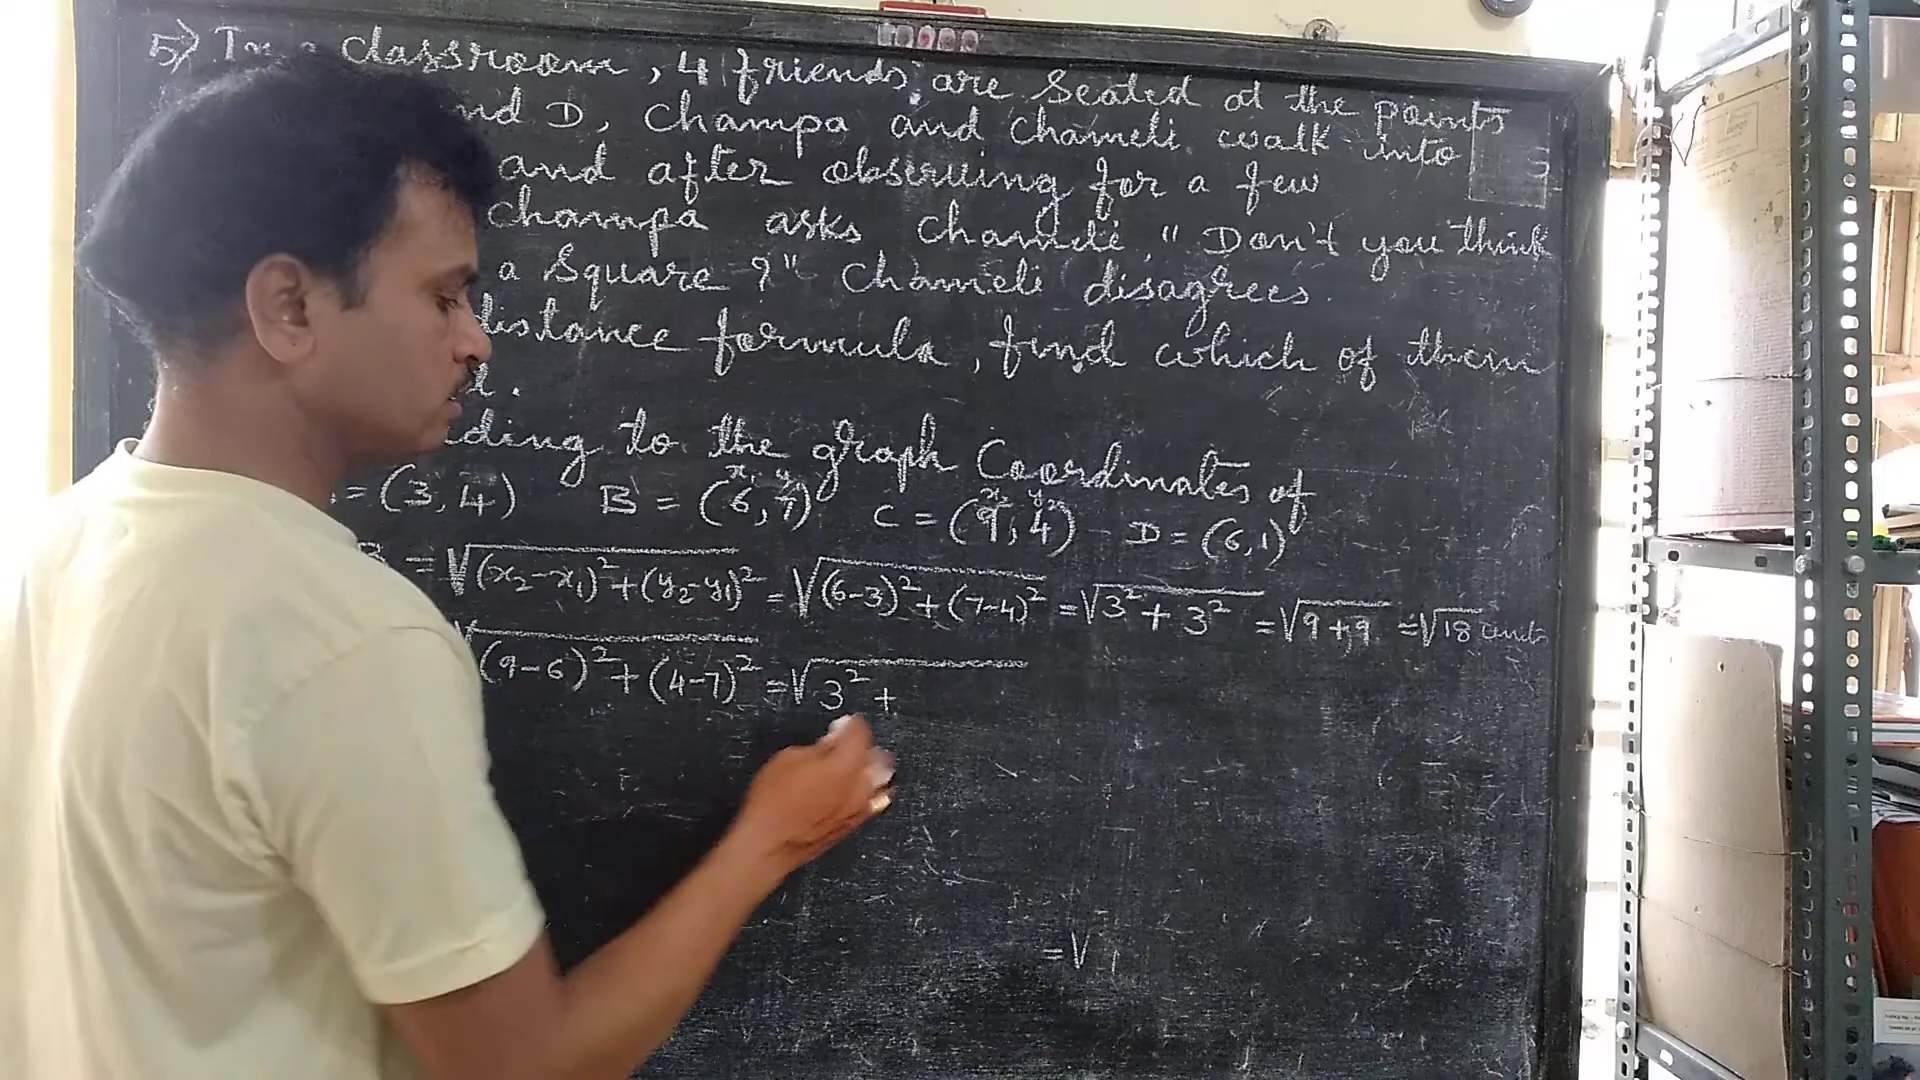 5) In a classroom, 4 friends are seated at the points
nd D, champa and chameli walk into
and after observing for a few
champa asks chameli, "Don't you think
a square ?" chameli disagrees.
distance formula, find which of them
t.
ding to the graph Coordinates of
= (3, 4) B = (6, 7) C = (9, 4) D = (6, 1)
B = √(x₂-x₁)²+(y₂-y₁)² = √(6-3)²+(7-4)² = √3²+3² = √9+9 = √18 units
√(9-6)²+(4-7)² = √3²+
= √